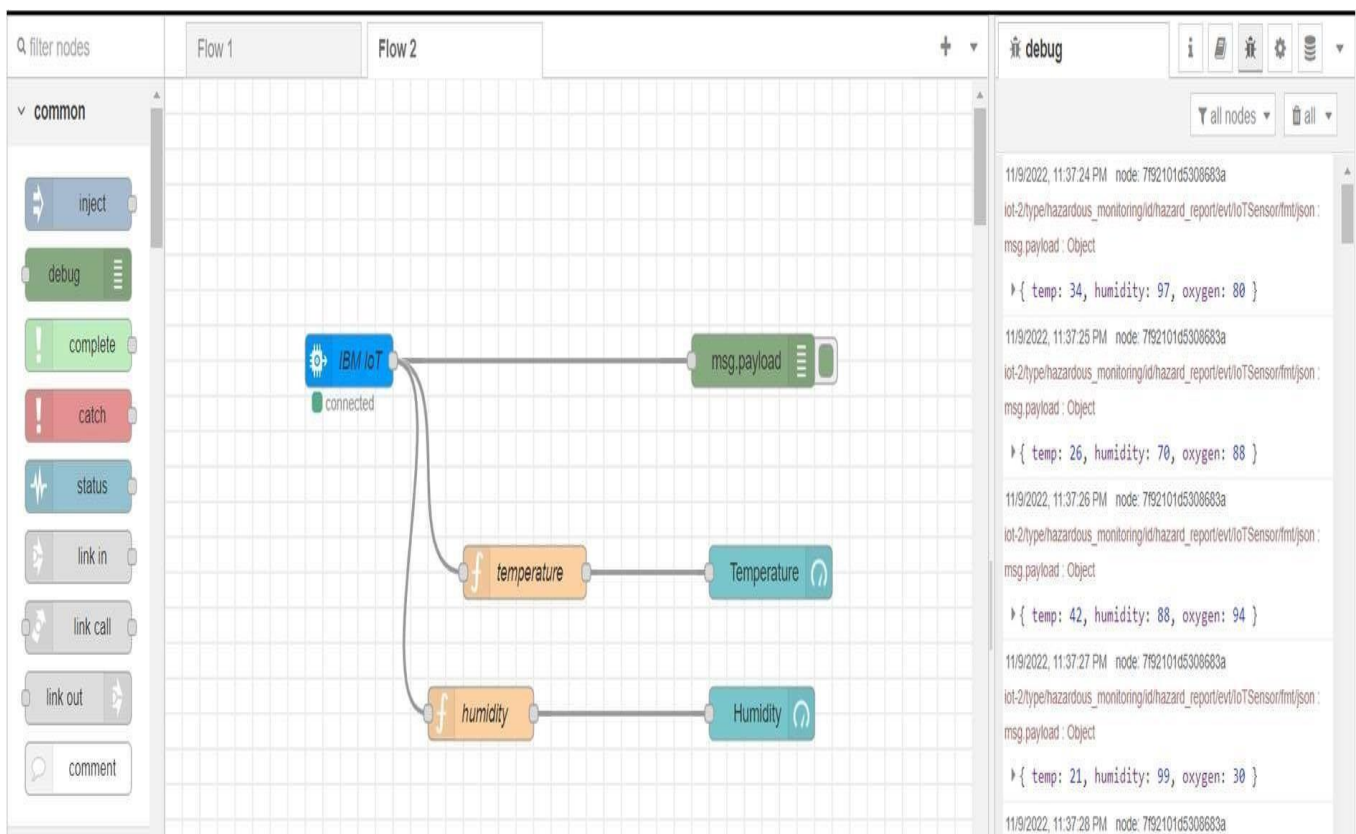 filter nodes
Flow 1
Flow 2
debug
i
common
all nodes
all
inject
debug
complete
catch
status
link in
link call
link out
comment
IBM IoT
connected
msg.payload
f temperature
Temperature
f humidity
Humidity
11/9/2022, 11:37:24 PM node: 7f92101d5308683a
iot-2/type/hazardous_monitoring/id/hazard_report/evt/IoTSensor/fmt/json :
msg.payload : Object
{ temp: 34, humidity: 97, oxygen: 80 }
11/9/2022, 11:37:25 PM node: 7f92101d5308683a
iot-2/type/hazardous_monitoring/id/hazard_report/evt/IoTSensor/fmt/json :
msg.payload : Object
{ temp: 26, humidity: 70, oxygen: 88 }
11/9/2022, 11:37:26 PM node: 7f92101d5308683a
iot-2/type/hazardous_monitoring/id/hazard_report/evt/IoTSensor/fmt/json :
msg.payload : Object
{ temp: 42, humidity: 88, oxygen: 94 }
11/9/2022, 11:37:27 PM node: 7f92101d5308683a
iot-2/type/hazardous_monitoring/id/hazard_report/evt/IoTSensor/fmt/json :
msg.payload : Object
{ temp: 21, humidity: 99, oxygen: 30 }
11/9/2022, 11:37:28 PM node: 7f92101d5308683a